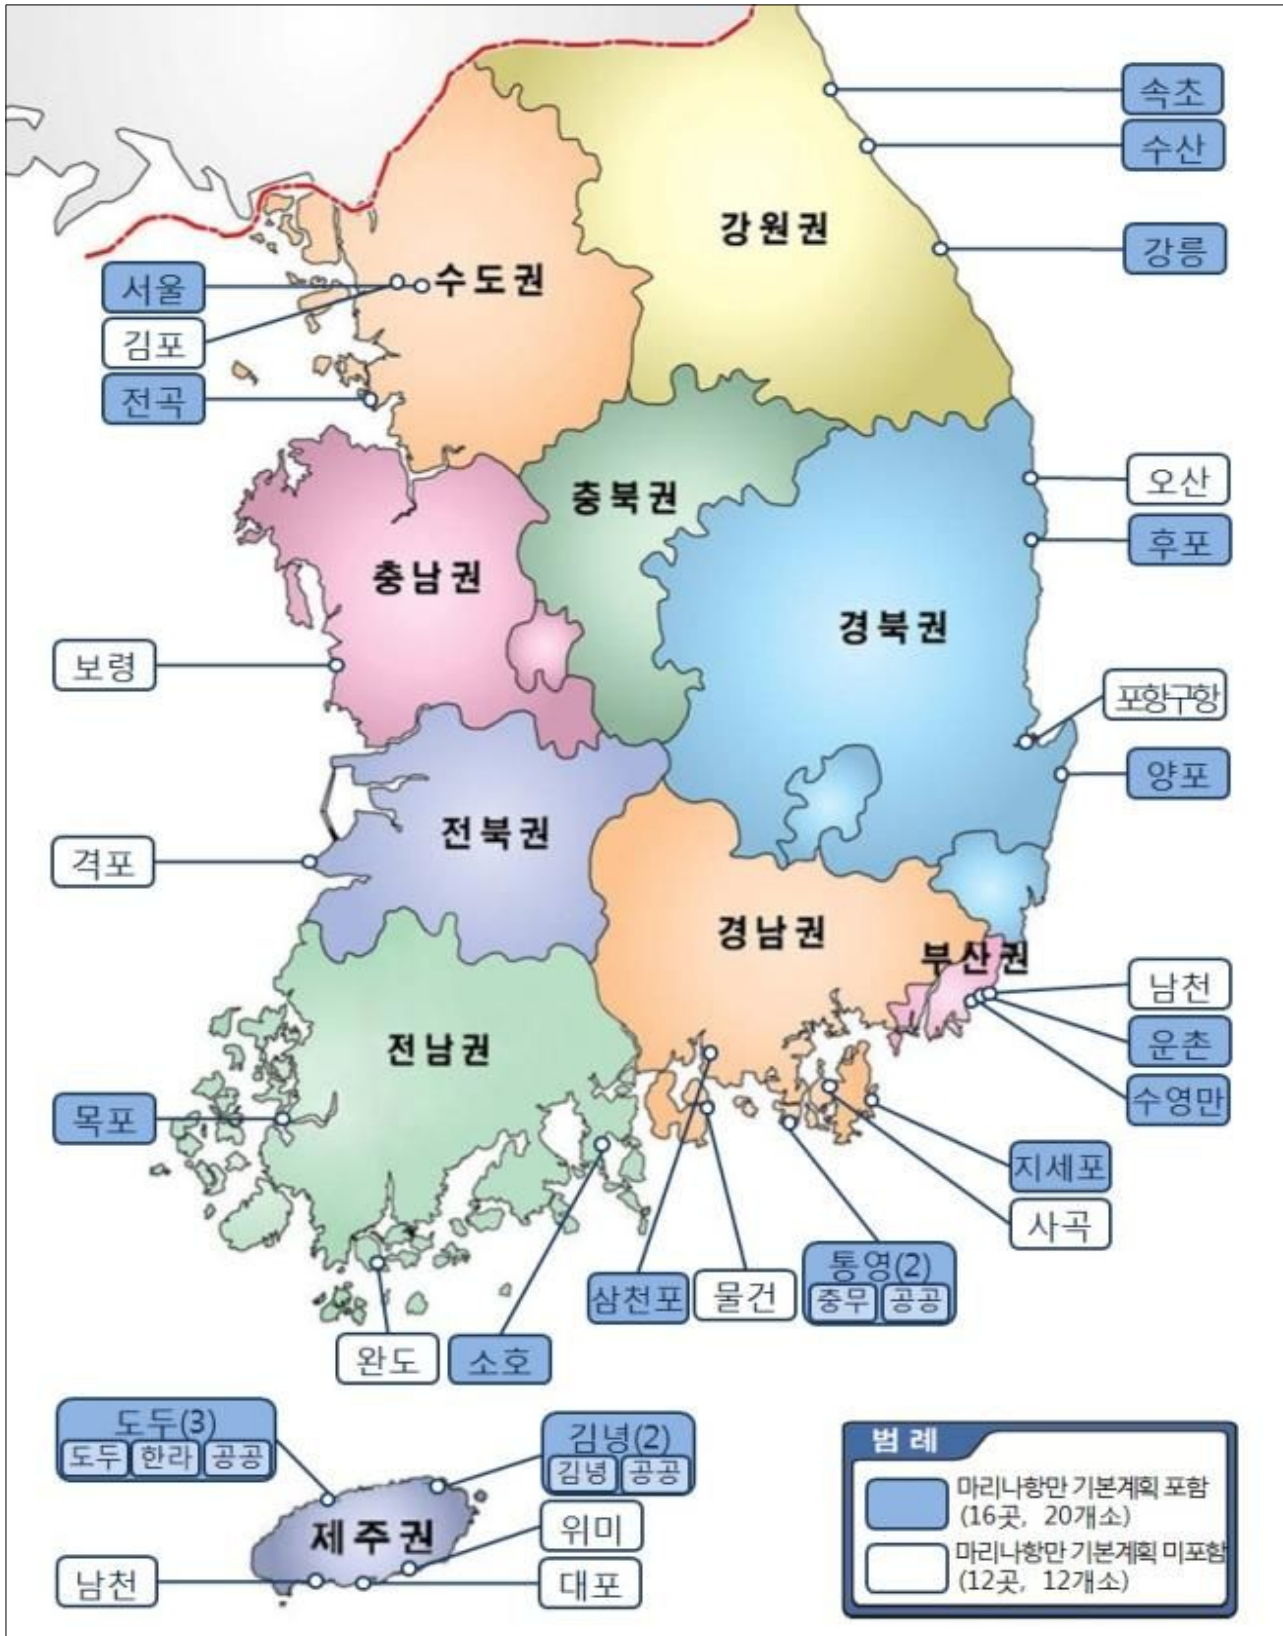 속초
수산
강원권
강릉
서울
수도권
김포
전곡
오산
충북권
후포
충남권
경북권
보령
포항구항
양포
전북권
격포
경남권
부산권
남천
운촌
전남권
수영만
목포
지세포
사곡
통영(2)
충무 공공
삼천포
물건
완도
소호
도두(3)
도두 한라 공공
김녕(2)
김녕 공공
제주권
위미
남천
대포
범례
마리나항만 기본계획 포함
(16곳, 20개소)
마리나항만 기본계획 미포함
(12곳, 12개소)